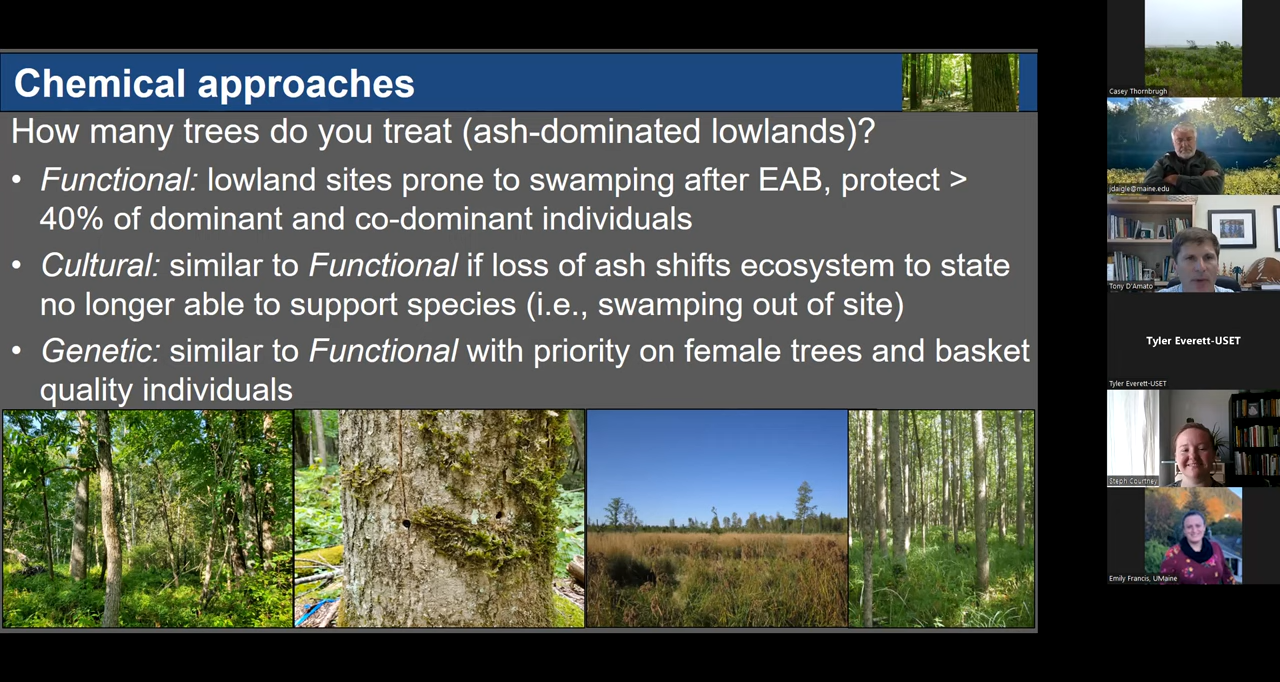 Chemical approaches
How many trees do you treat (ash-dominated lowlands)?
• Functional: lowland sites prone to swamping after EAB, protect >
40% of dominant and co-dominant individuals
• Cultural: similar to Functional if loss of ash shifts ecosystem to state
no longer able to support species (i.e., swamping out of site)
• Genetic: similar to Functional with priority on female trees and basket
quality individuals
Casey Thornbrugh
jdaigle@maine.edu
Tony D'Amato
Tyler Everett-USET
Tyler Everett-USET
Steph Courtney
Emily Francis, UMaine